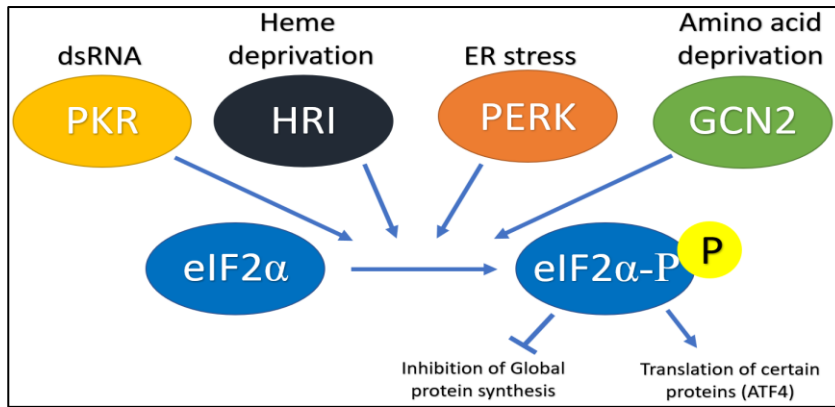 dsRNA
Heme
deprivation
ER stress
Amino acid
deprivation
PKR
HRI
PERK
GCN2
eIF2α
eIF2α-P
P
Inhibition of Global
protein synthesis
Translation of certain
proteins (ATF4)